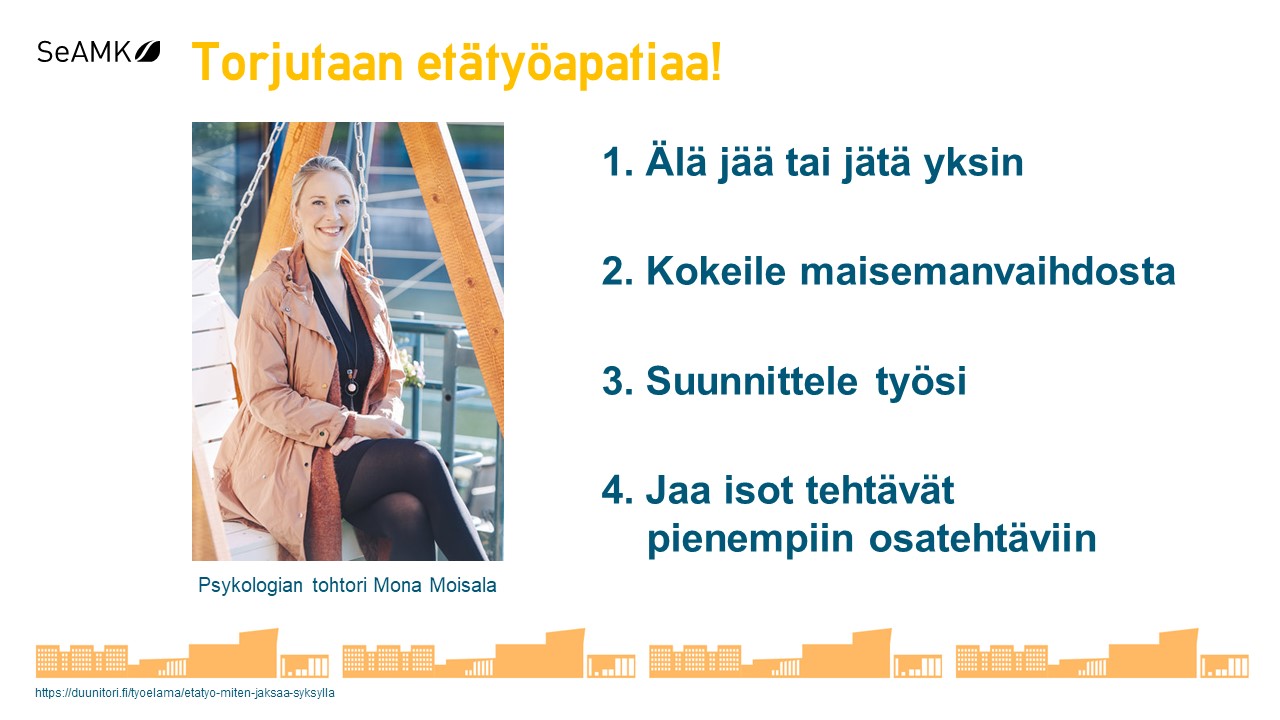 SeAMK
Torjutaan etätyöapatiaa!
1. Älä jää tai jätä yksin
2. Kokeile maisemanvaihdosta
3. Suunnittele työsi
4. Jaa isot tehtävät
pienempiin osatehtäviin
Psykologian tohtori Mona Moisala
https://duunitori.fi/tyoelama/etatyo-miten-jaksaa-syksylla